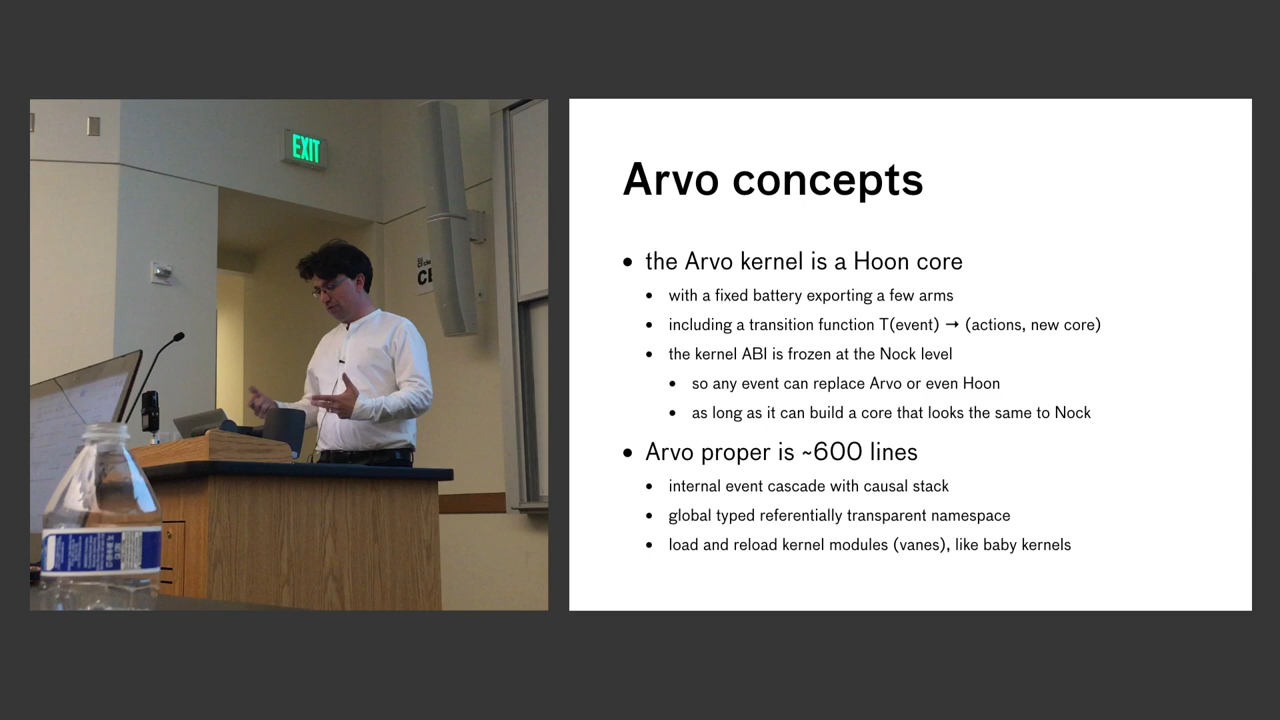 EXIT
Arvo concepts
• the Arvo kernel is a Hoon core
• with a fixed battery exporting a few arms
• including a transition function T(event) → (actions, new core)
• the kernel ABI is frozen at the Nock level
• so any event can replace Arvo or even Hoon
• as long as it can build a core that looks the same to Nock
• Arvo proper is ~600 lines
• internal event cascade with causal stack
• global typed referentially transparent namespace
• load and reload kernel modules (vanes), like baby kernels